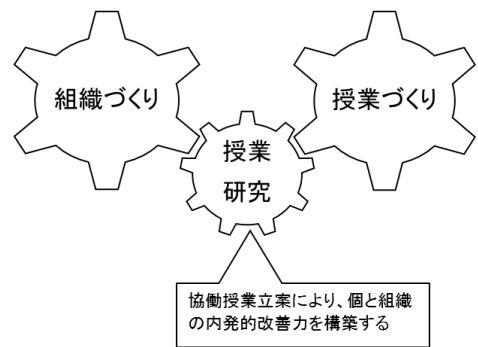 組織づくり
授業づくり
授業
研究
協働授業立案により、個と組織
の内発的改善力を構築する